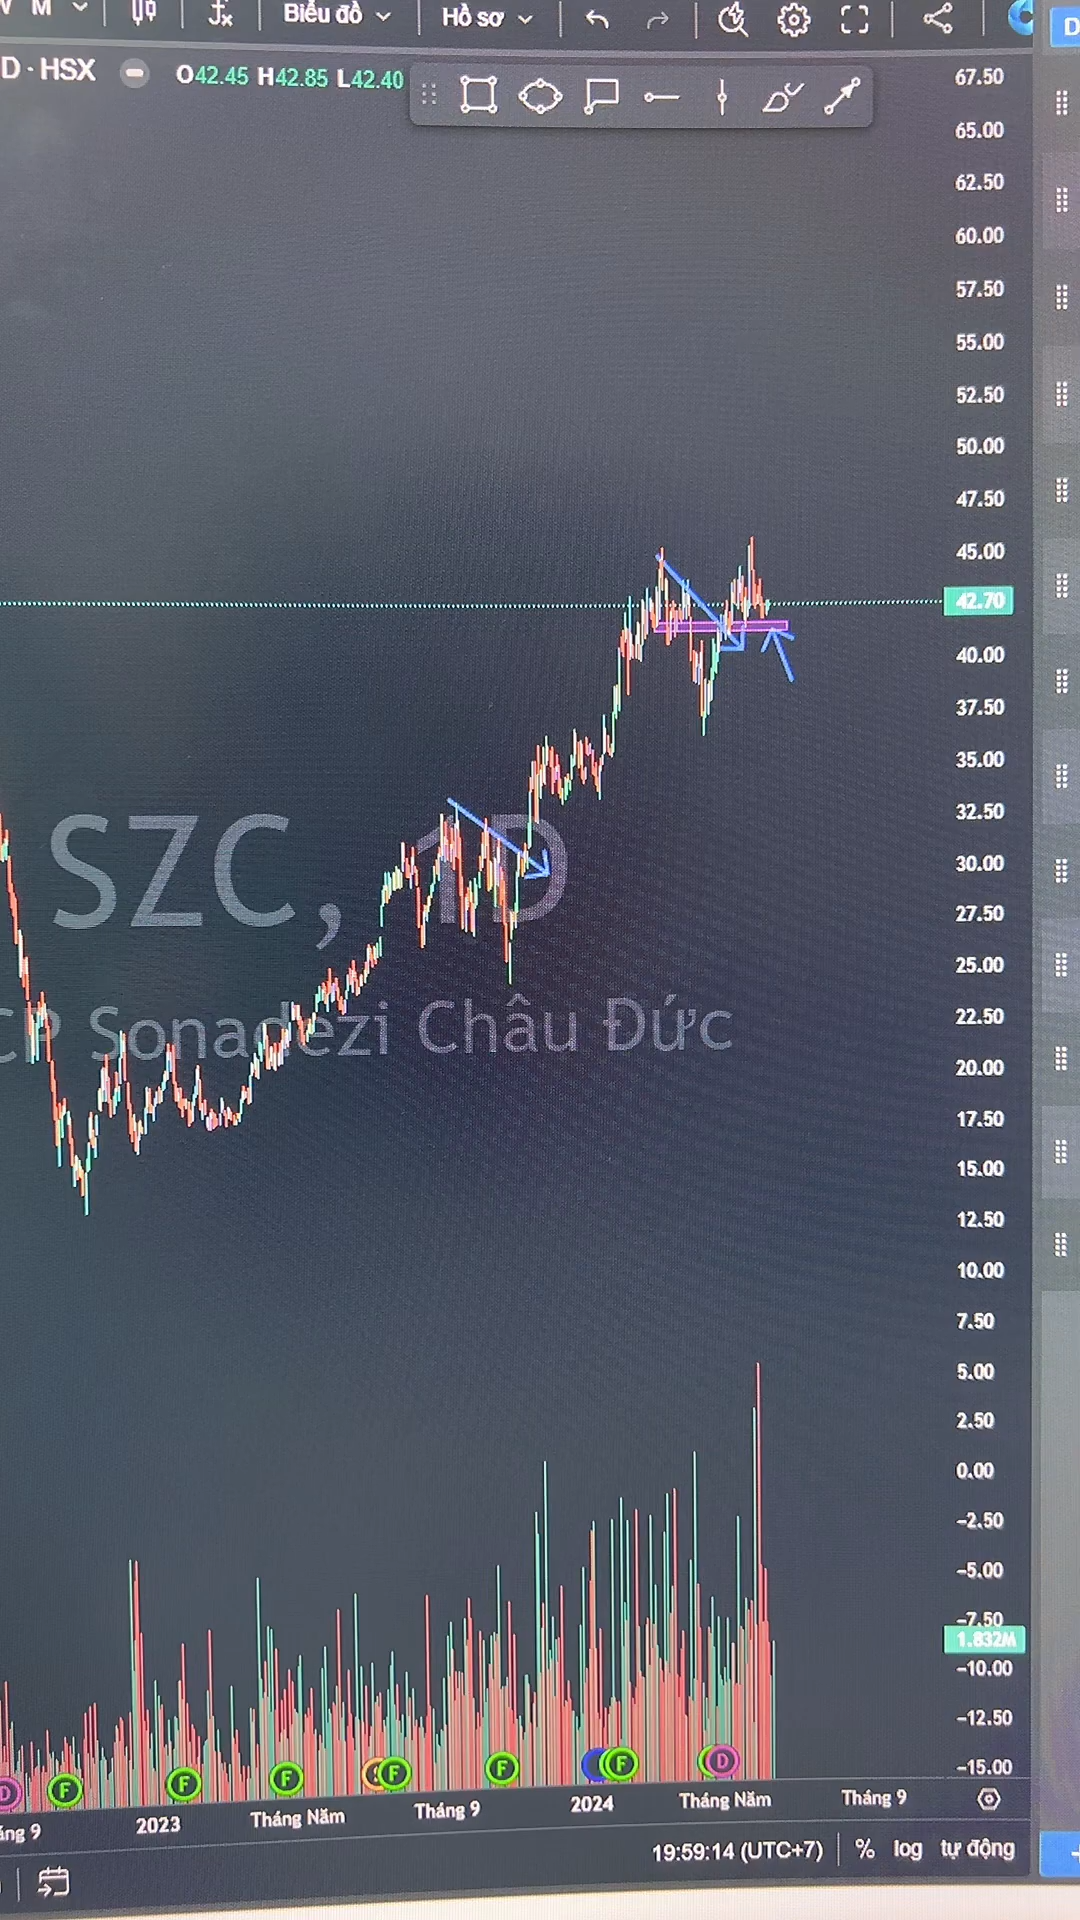 M
Biểu đồ
Hồ sơ
D · HSX
O42.45 H42.85 L42.40
67.50
65.00
62.50
60.00
57.50
55.00
52.50
50.00
47.50
45.00
42.70
40.00
37.50
35.00
32.50
30.00
27.50
25.00
22.50
20.00
17.50
15.00
12.50
10.00
7.50
5.00
2.50
0.00
−2.50
−5.00
−7.50
1.832M
−10.00
−12.50
−15.00
SZC, 1D
CP Sonadezi Châu Đức
D
F
F
F
F
F
F
D
2023
Tháng Năm
Tháng 9
2024
Tháng Năm
Tháng 9
19:59:14 (UTC+7)
%
log
tự động